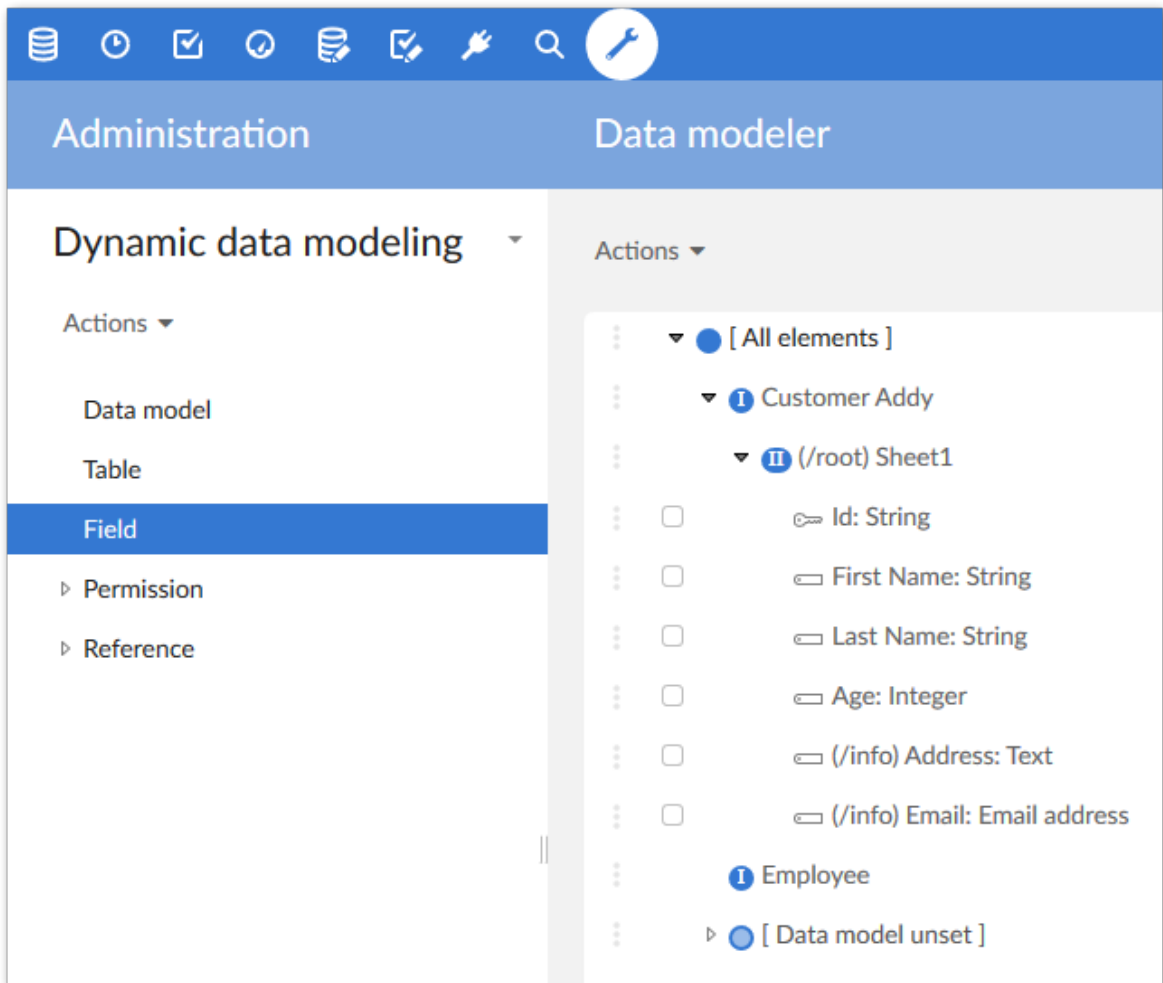 Administration
Data modeler
Dynamic data modeling
Actions
Data model
Table
Field
Permission
Reference
Actions
[ All elements ]
I Customer Addy
II (/root) Sheet1
Id: String
First Name: String
Last Name: String
Age: Integer
(/info) Address: Text
(/info) Email: Email address
I Employee
[ Data model unset ]